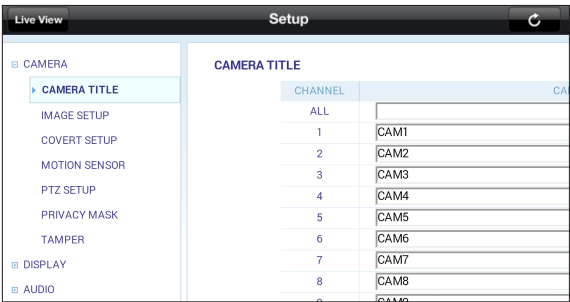 Live View Setup
CAMERA
CAMERA TITLE
IMAGE SETUP
COVERT SETUP
MOTION SENSOR
PTZ SETUP
PRIVACY MASK
TAMPER
DISPLAY
AUDIO
CAMERA TITLE
CHANNEL
ALL
1 CAM1
2 CAM2
3 CAM3
4 CAM4
5 CAM5
6 CAM6
7 CAM7
8 CAM8